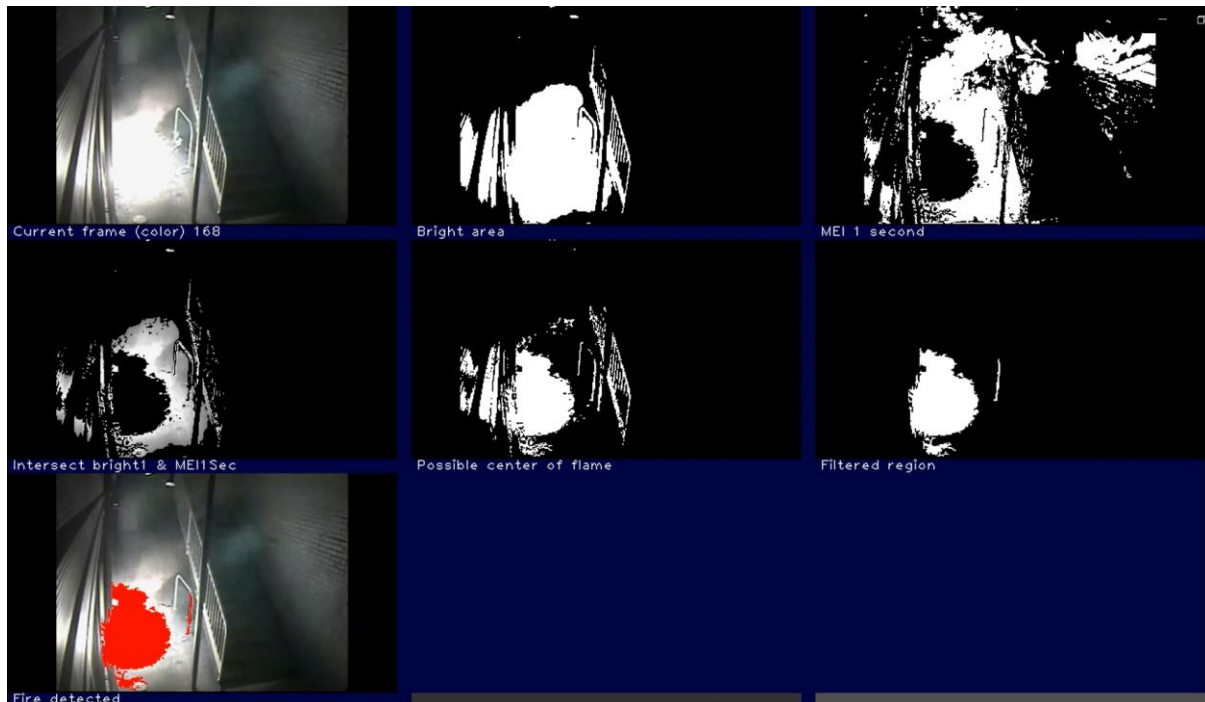 Current frame (color) 168
Bright area
MEI 1 second
Intersect bright1 & MEI1Sec
Possible center of flame
Filtered region
Fire detected